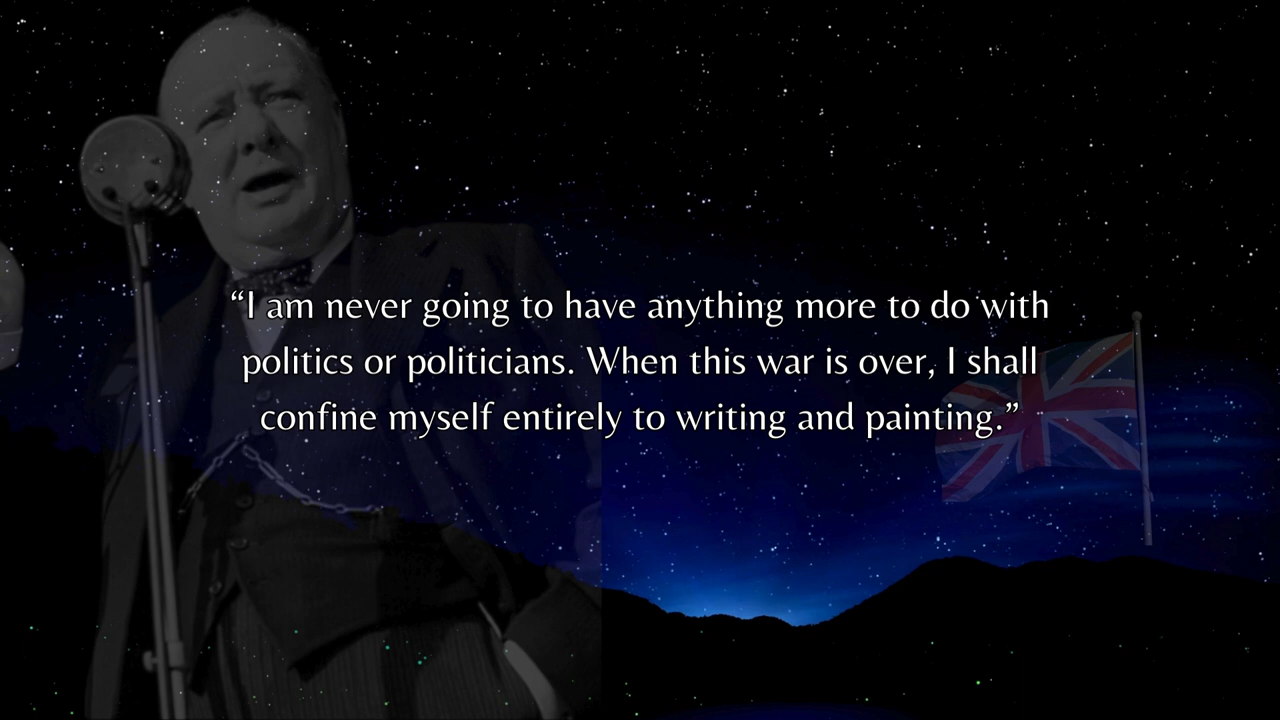 “I am never going to have anything more to do with
politics or politicians. When this war is over, I shall
confine myself entirely to writing and painting.”